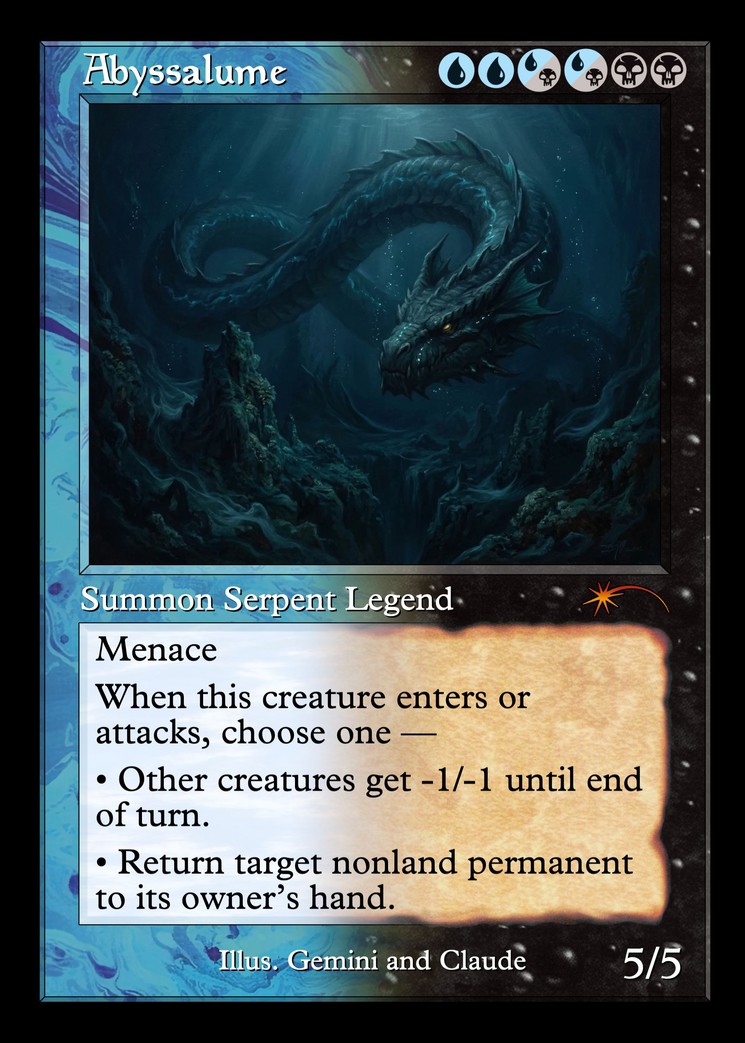 Abyssalume
Summon Serpent Legend
Menace
When this creature enters or
attacks, choose one —
• Other creatures get -1/-1 until end
of turn.
• Return target nonland permanent
to its owner's hand.
Illus. Gemini and Claude
5/5